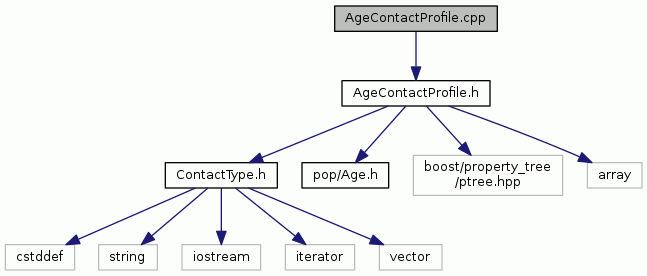 AgeContactProfile.cpp
AgeContactProfile.h
ContactType.h
pop/Age.h
boost/property_tree
/ptree.hpp
array
cstddef
string
iostream
iterator
vector